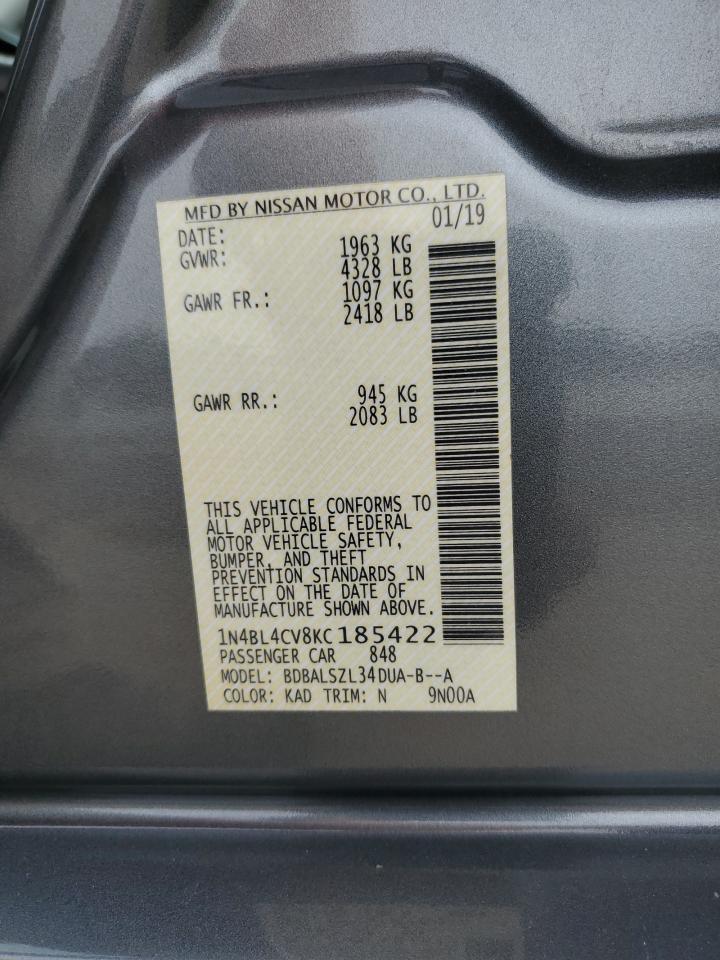 MFD BY NISSAN MOTOR CO., LTD.
DATE: 01/19
GVWR: 1963 KG
4328 LB
GAWR FR.: 1097 KG
2418 LB
GAWR RR.: 945 KG
2083 LB
THIS VEHICLE CONFORMS TO
ALL APPLICABLE FEDERAL
MOTOR VEHICLE SAFETY,
BUMPER, AND THEFT
PREVENTION STANDARDS IN
EFFECT ON THE DATE OF
MANUFACTURE SHOWN ABOVE.
1N4BL4CV8KC185422
PASSENGER CAR 848
MODEL: BDBALSZL34DUA-B--A
COLOR: KAD TRIM: N 9N00A